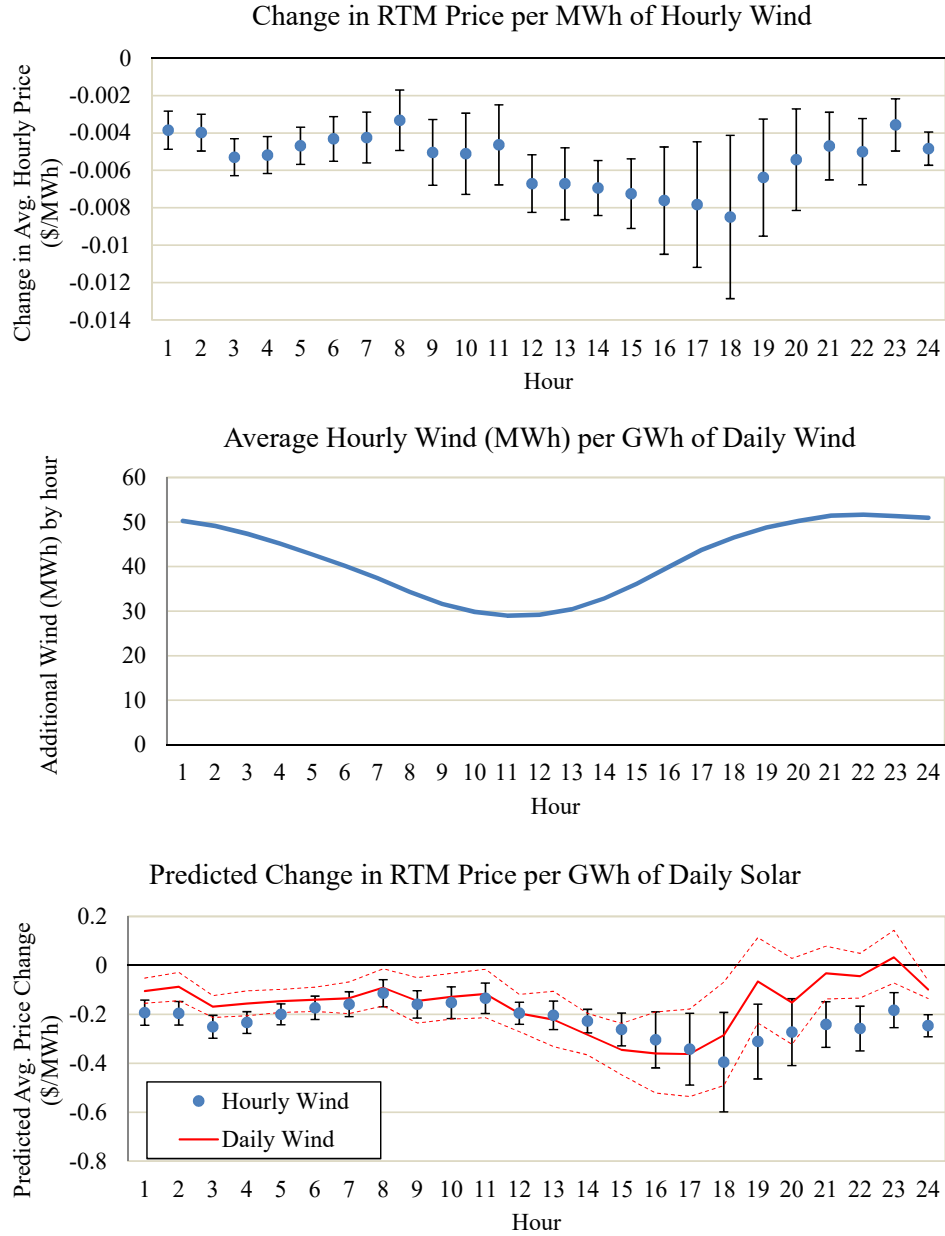 Change in RTM Price per MWh of Hourly Wind
Change in Avg. Hourly Price
($/MWh)
0
-0.002
-0.004
-0.006
-0.008
-0.01
-0.012
-0.014
1 2 3 4 5 6 7 8 9 10 11 12 13 14 15 16 17 18 19 20 21 22 23 24
Hour
Average Hourly Wind (MWh) per GWh of Daily Wind
Additional Wind (MWh) by hour
60
50
40
30
20
10
0
1 2 3 4 5 6 7 8 9 10 11 12 13 14 15 16 17 18 19 20 21 22 23 24
Hour
Predicted Change in RTM Price per GWh of Daily Solar
Predicted Avg. Price Change
($/MWh)
0.2
0
-0.2
-0.4
-0.6
-0.8
Hourly Wind
Daily Wind
1 2 3 4 5 6 7 8 9 10 11 12 13 14 15 16 17 18 19 20 21 22 23 24
Hour